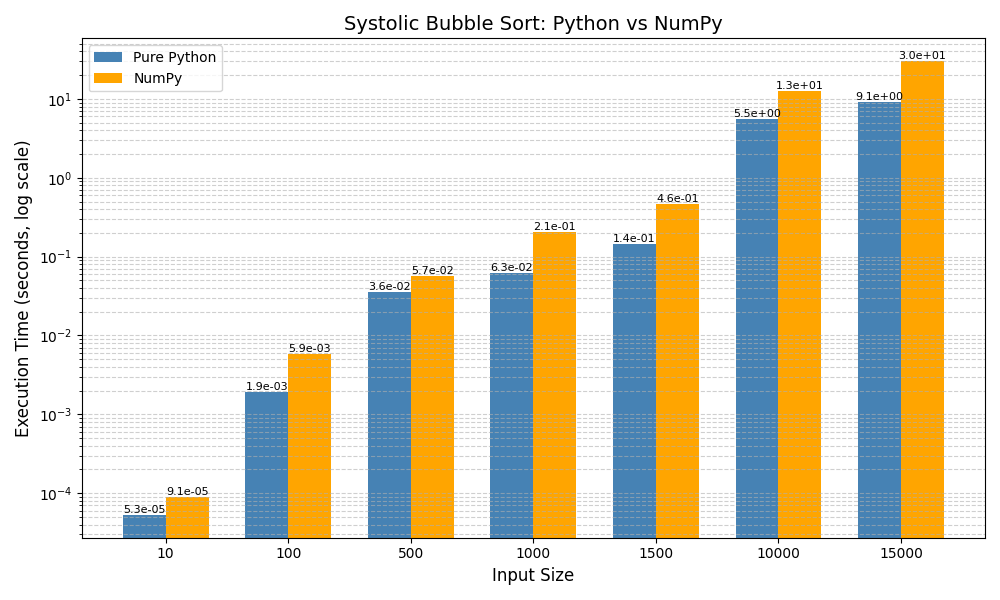 Systolic Bubble Sort: Python vs NumPy
Pure Python
NumPy
Execution Time (seconds, log scale)
10¹
10⁰
10⁻¹
10⁻²
10⁻³
10⁻⁴
5.3e-05
9.1e-05
1.9e-03
5.9e-03
3.6e-02
5.7e-02
6.3e-02
2.1e-01
1.4e-01
4.6e-01
5.5e+00
1.3e+01
9.1e+00
3.0e+01
10
100
500
1000
1500
10000
15000
Input Size